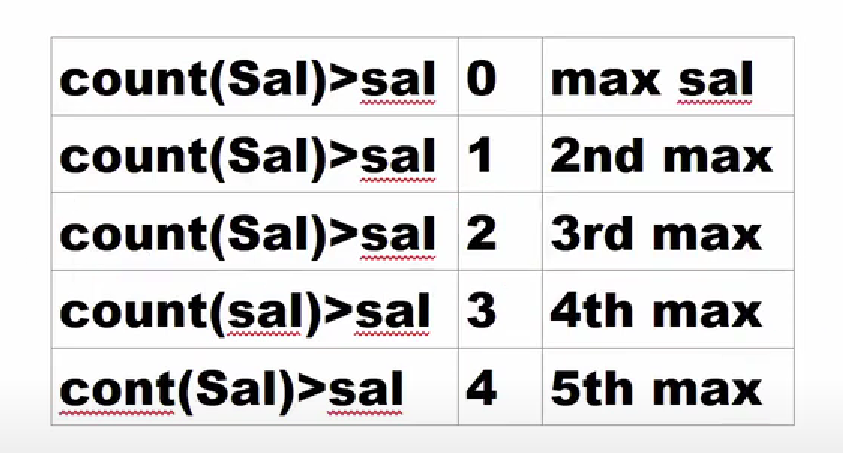 count(Sal)>sal 0 max sal
count(Sal)>sal 1 2nd max
count(Sal)>sal 2 3rd max
count(sal)>sal 3 4th max
cont(Sal)>sal 4 5th max